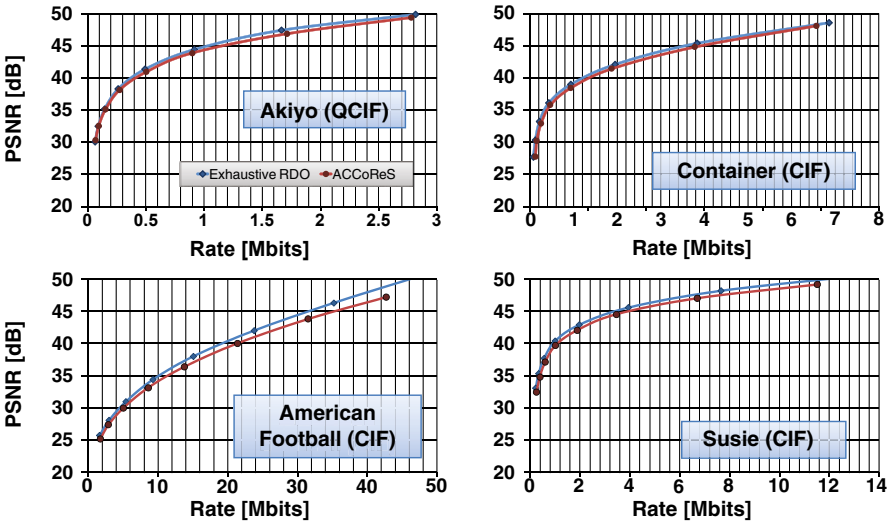 PSNR [dB]
50
45
40
35
30
25
20
Akiyo (QCIF)
Exhaustive RDO ACCoReS
0 0.5 1 1.5 2 2.5 3
Rate [Mbits]
50
45
40
35
30
25
20
Container (CIF)
0 1 2 3 4 5 6 7 8
Rate [Mbits]
PSNR [dB]
50
45
40
35
30
25
20
American
Football (CIF)
0 10 20 30 40 50
Rate [Mbits]
50
45
40
35
30
25
20
Susie (CIF)
0 2 4 6 8 10 12 14
Rate [Mbits]